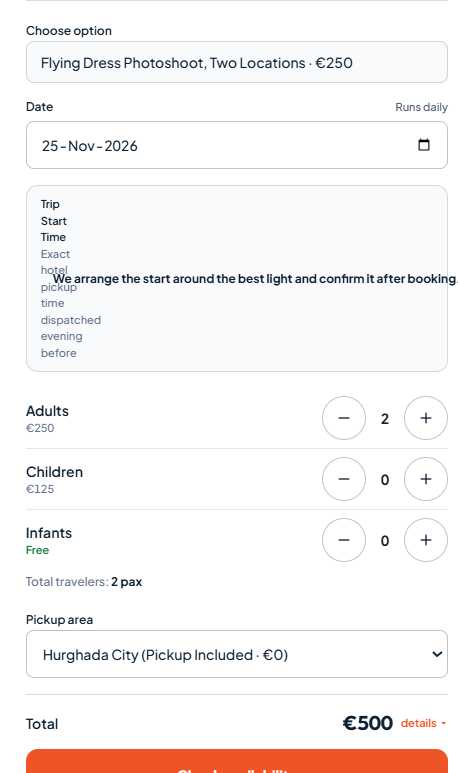 Choose option
Flying Dress Photoshoot, Two Locations · €250
Date
Runs daily
25-Nov-2026
Trip
Start
Time
Exact
hotel
We arrange the start around the best light and confirm it after booking.
pickup
time
dispatched
evening
before
Adults
€250
2
Children
€125
0
Infants
Free
0
Total travelers: 2 pax
Pickup area
Hurghada City (Pickup Included · €0)
Total
€500 details